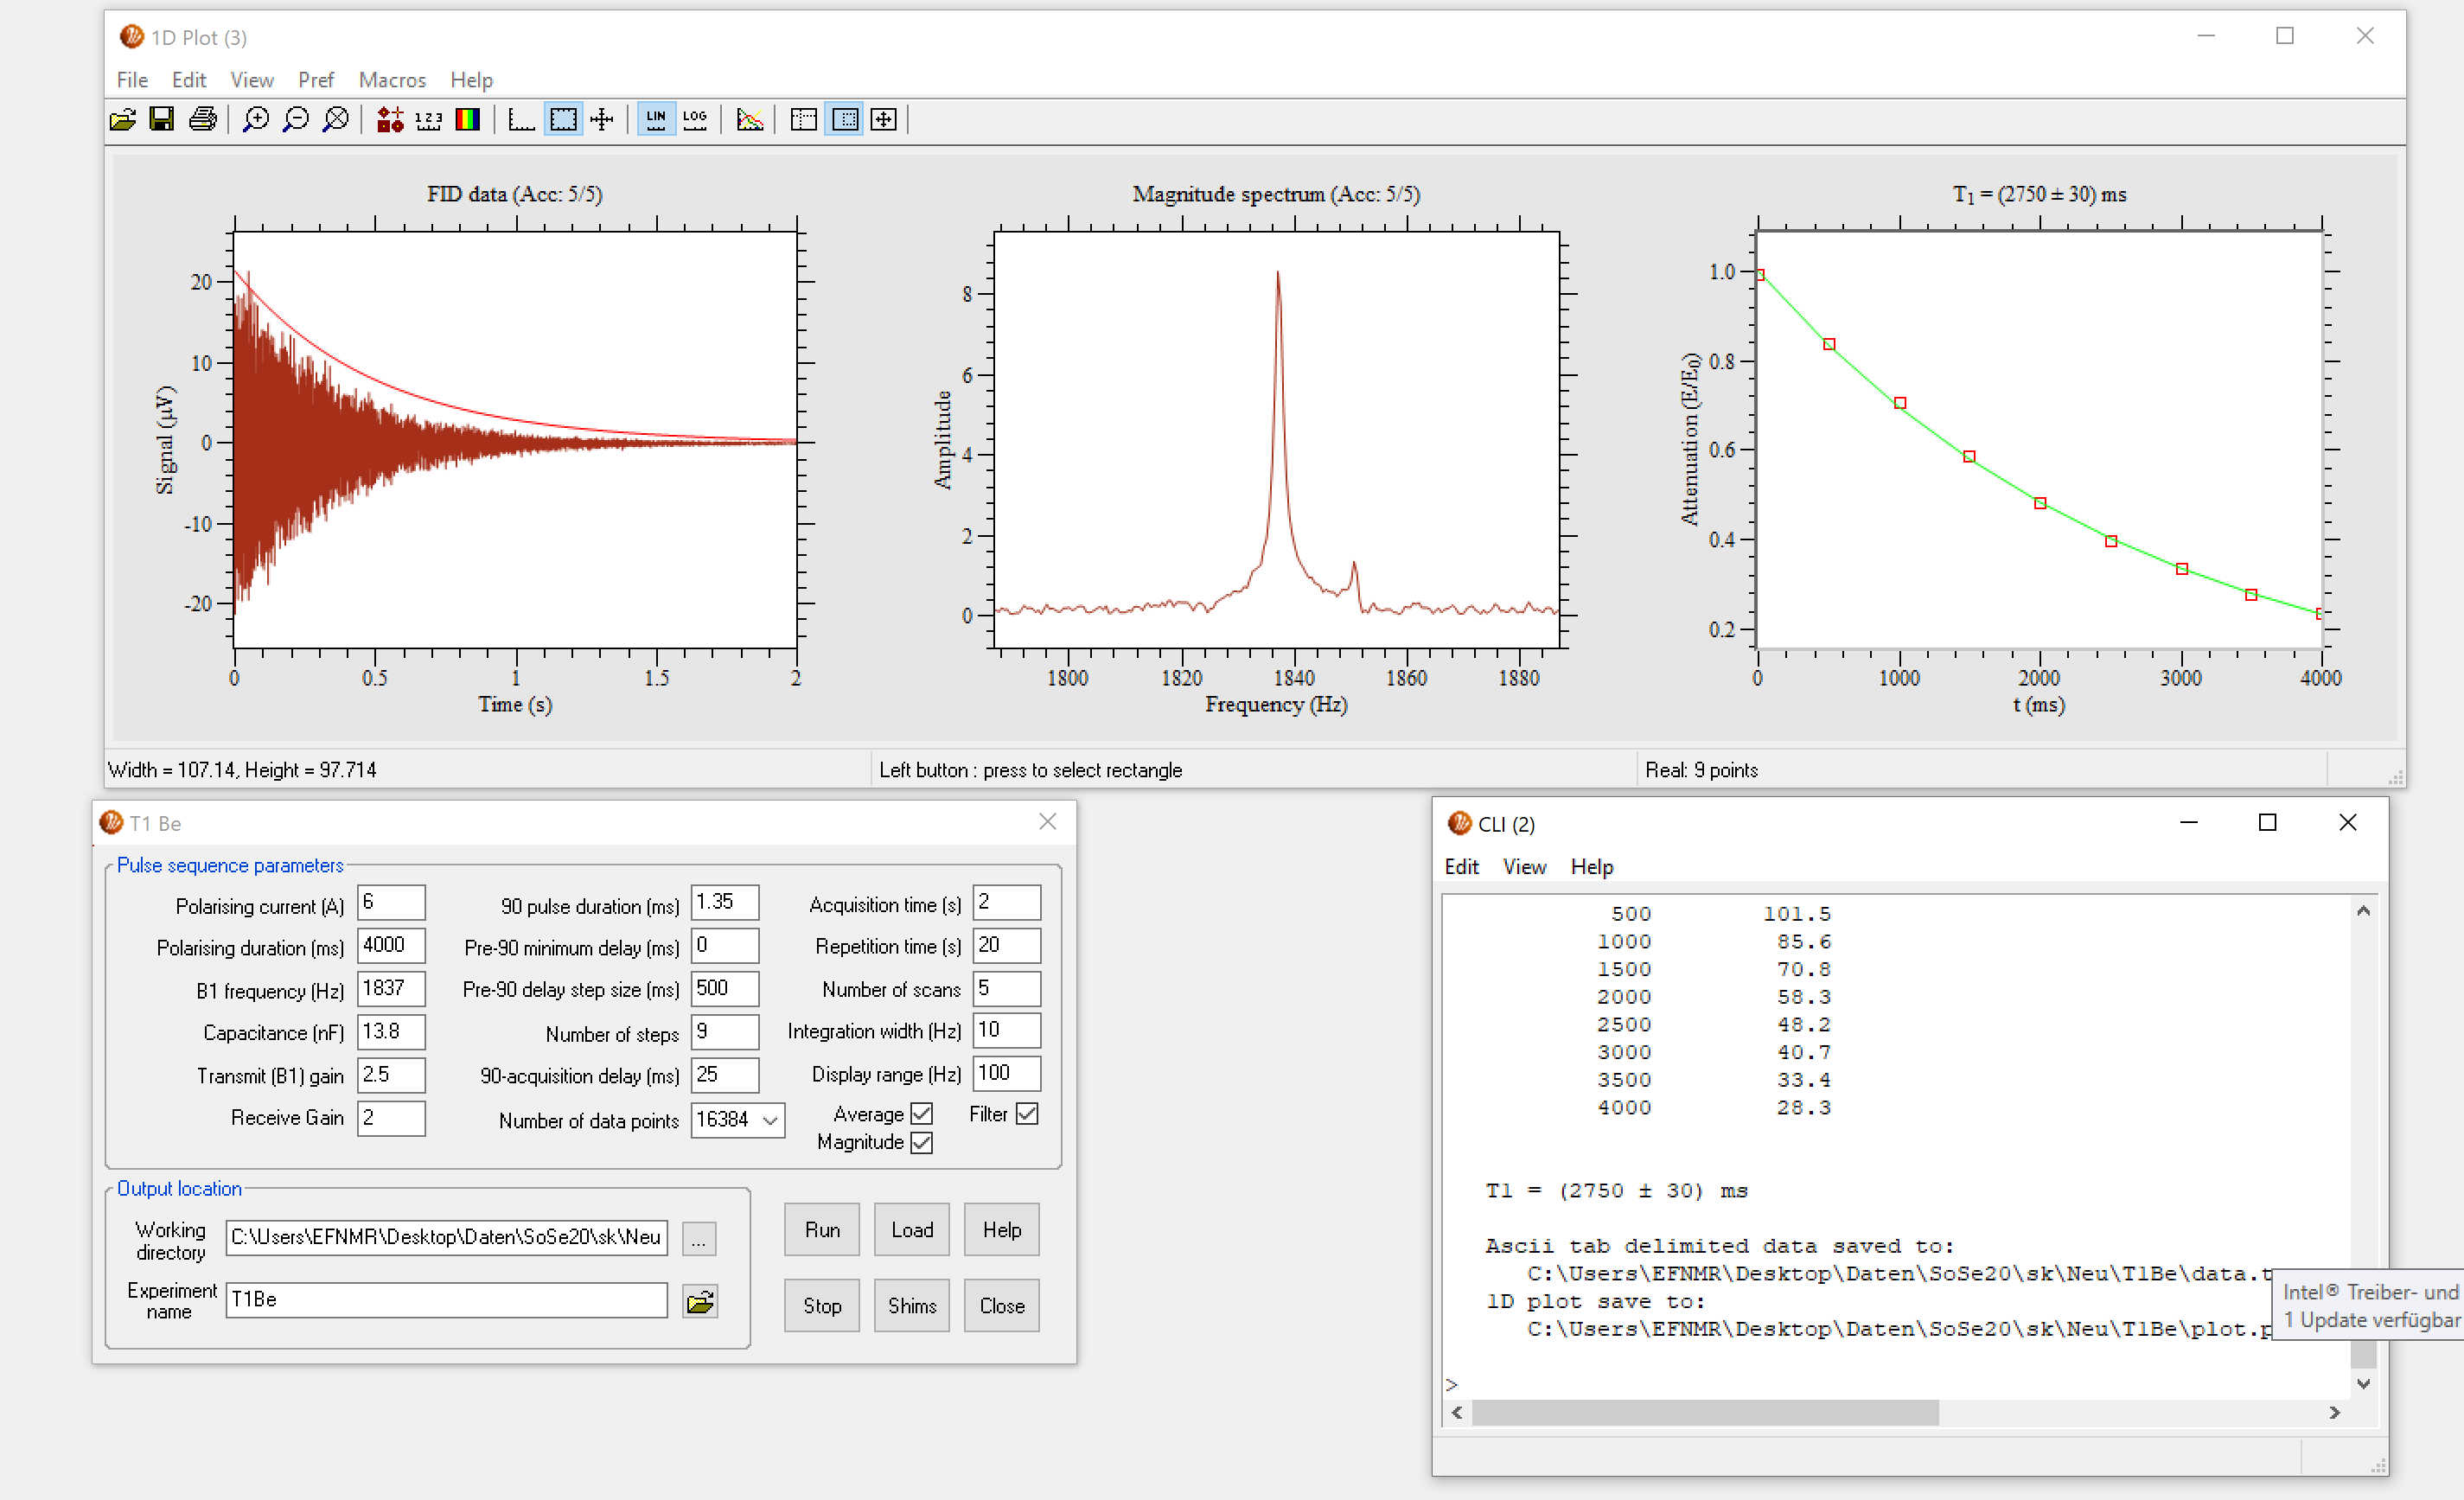 1D Plot (3)
File Edit View Pref Macros Help
1 2 3 LIN LOG
FID data (Acc: 5/5)
Signal (µV)
20
10
0
-10
-20
0 0.5 1 1.5 2
Time (s)
Magnitude spectrum (Acc: 5/5)
Amplitude
8
6
4
2
0
1800 1820 1840 1860 1880
Frequency (Hz)
T1 = (2750 ± 30) ms
Attenuation (E/E0)
1.0
0.8
0.6
0.4
0.2
0 1000 2000 3000 4000
t (ms)
Width = 107.14, Height = 97.714 Left button : press to select rectangle Real: 9 points
T1 Be
Pulse sequence parameters
Polarising current (A) 6 90 pulse duration (ms) 1.35 Acquisition time (s) 2
Polarising duration (ms) 4000 Pre-90 minimum delay (ms) 0 Repetition time (s) 20
B1 frequency (Hz) 1837 Pre-90 delay step size (ms) 500 Number of scans 5
Capacitance (nF) 13.8 Number of steps 9 Integration width (Hz) 10
Transmit (B1) gain 2.5 90-acquisition delay (ms) 25 Display range (Hz) 100
Receive Gain 2 Number of data points 16384 Average Filter
Magnitude
Output location
Working
directory C:\Users\EFNMR\Desktop\Daten\SoSe20\sk\Neu ...
Experiment
name T1Be
Run Load Help
Stop Shims Close
CLI (2)
Edit View Help
500 101.5
1000 85.6
1500 70.8
2000 58.3
2500 48.2
3000 40.7
3500 33.4
4000 28.3
T1 = (2750 ± 30) ms
Ascii tab delimited data saved to:
C:\Users\EFNMR\Desktop\Daten\SoSe20\sk\Neu\T1Be\data.t
1D plot save to:
C:\Users\EFNMR\Desktop\Daten\SoSe20\sk\Neu\T1Be\plot.p
>
Intel® Treiber- und
1 Update verfügbar